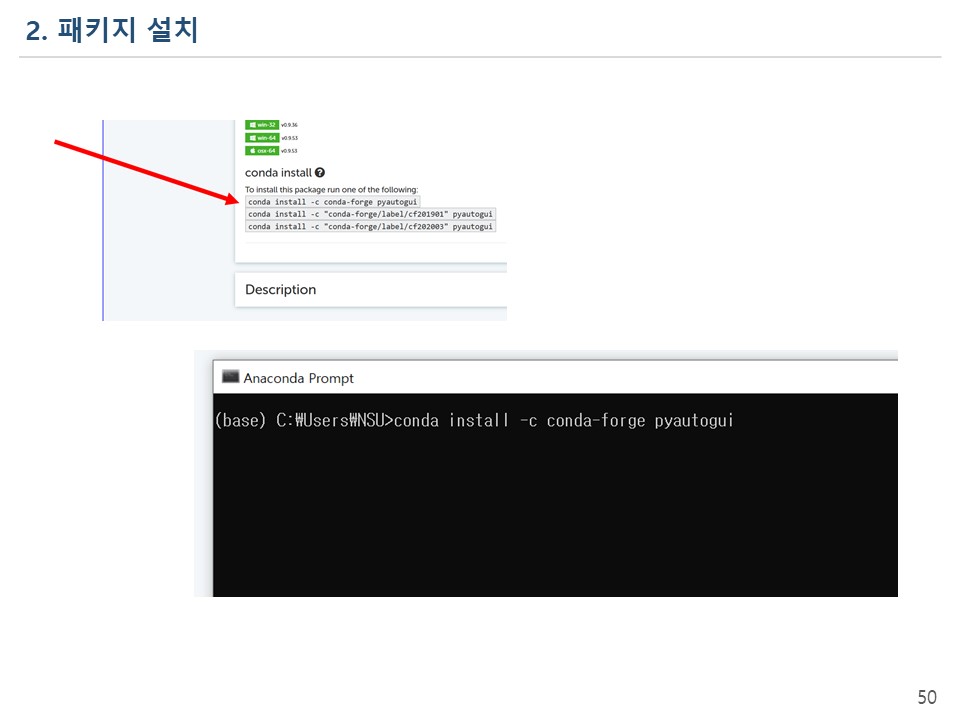 2. 패키지 설치
win-32 v0.9.36
win-64 v0.9.53
osx-64 v0.9.53
conda install ?
To install this package run one of the following:
conda install -c conda-forge pyautogui
conda install -c "conda-forge/label/cf201901" pyautogui
conda install -c "conda-forge/label/cf202003" pyautogui
Description
Anaconda Prompt
(base) C:₩Users₩NSU>conda install -c conda-forge pyautogui
50